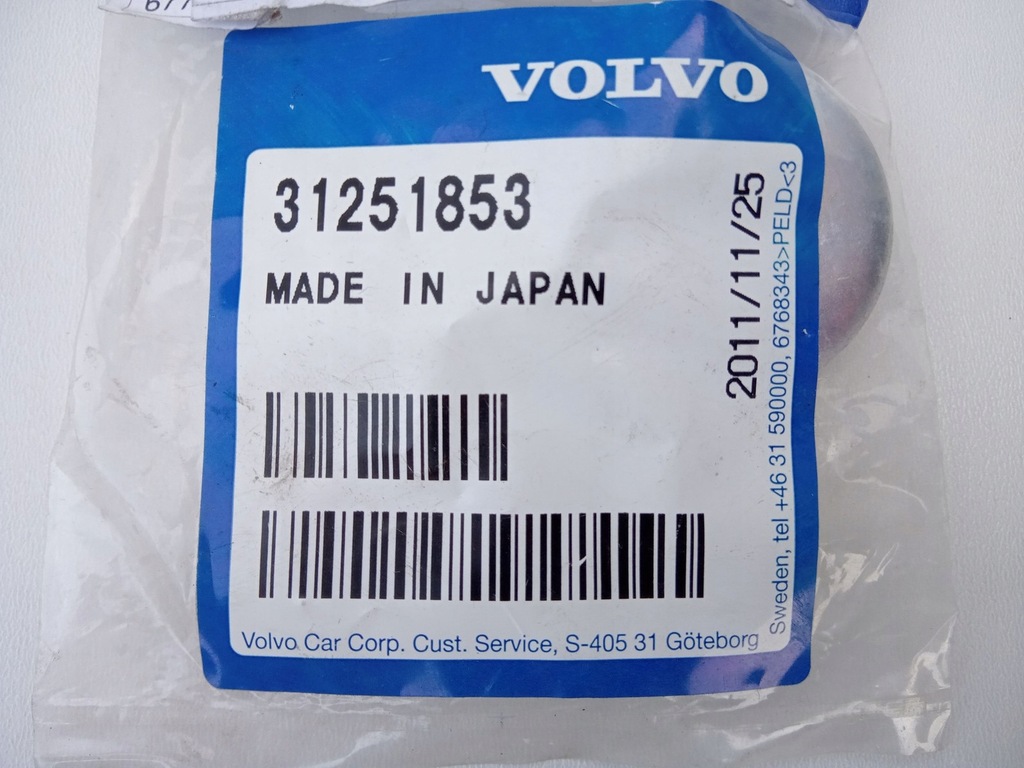 677
VOLVO
31251853
MADE IN JAPAN
2011/11/25
Volvo Car Corp. Cust. Service, S-405 31 Göteborg
Sweden, tel +46 31 590000, 6768343>PELD<3